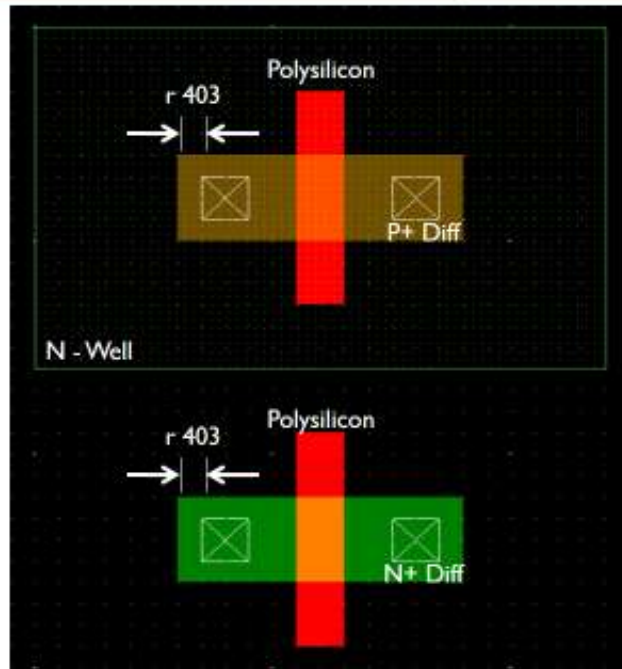 Polysilicon
r 403
P+ Diff
N - Well
Polysilicon
r 403
N+ Diff